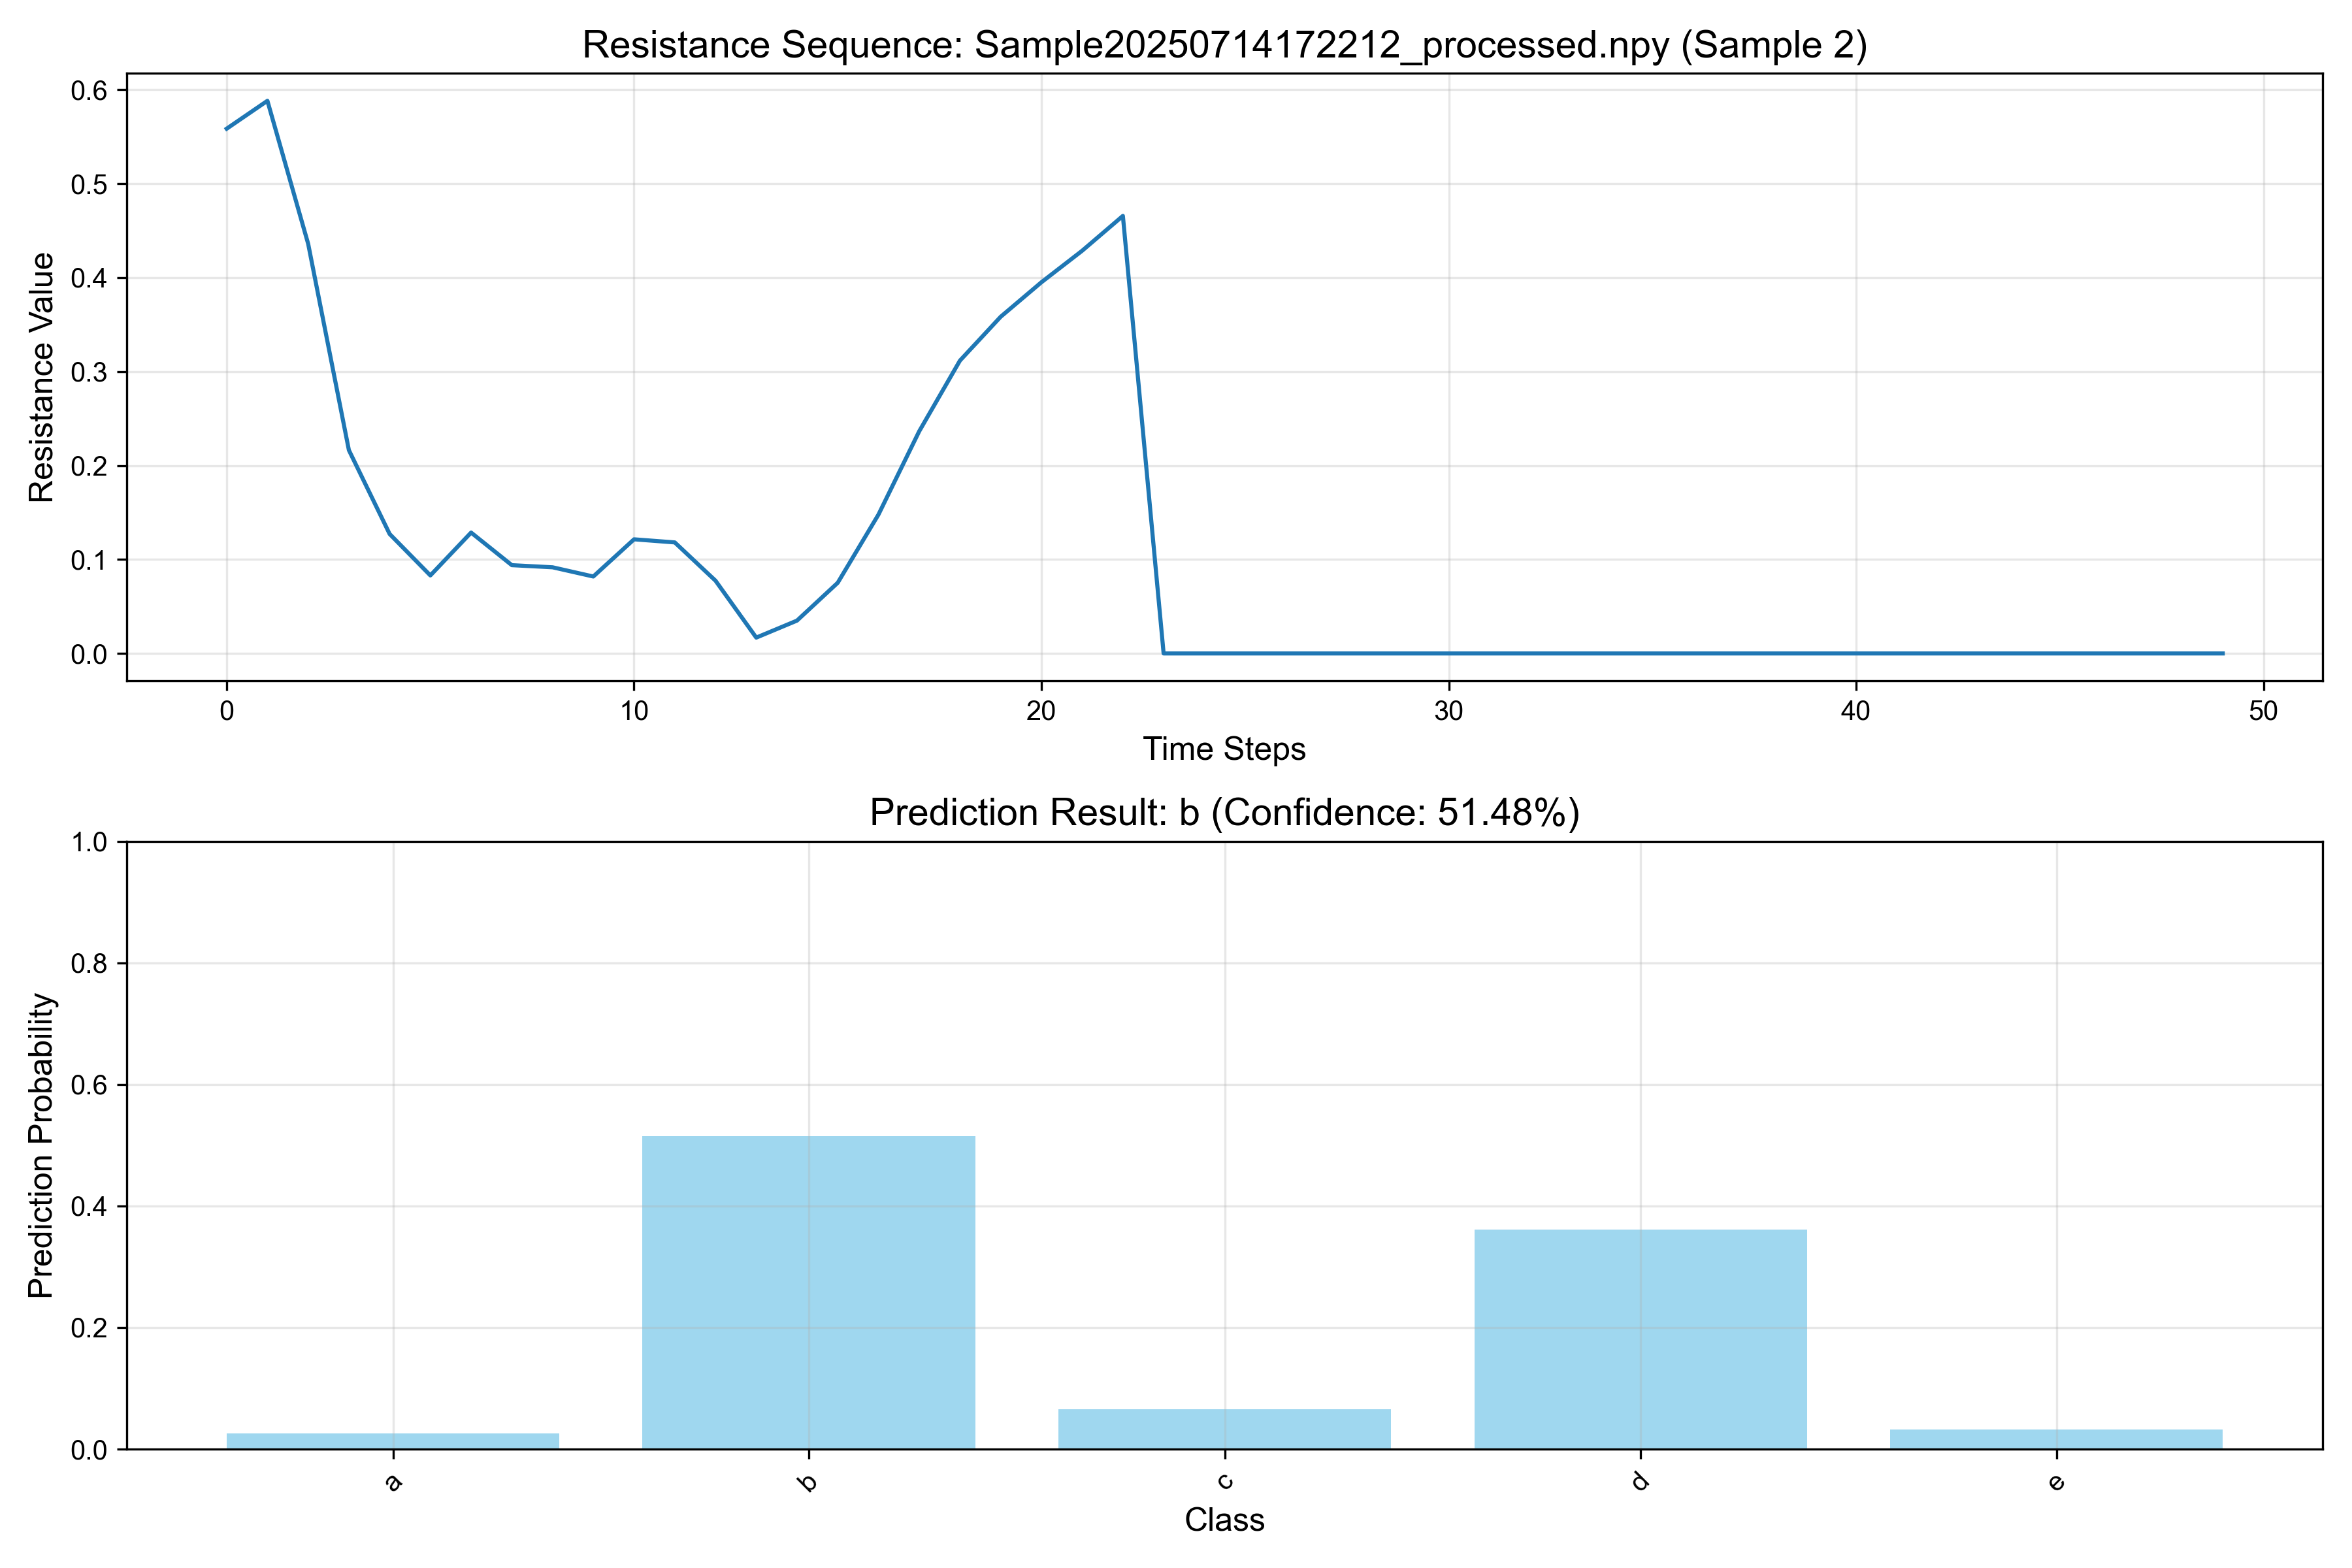 Resistance Sequence: Sample20250714172212_processed.npy (Sample 2)
0.6
0.5
0.4
0.3
0.2
0.1
0.0
Resistance Value
0 10 20 30 40 50
Time Steps
Prediction Result: b (Confidence: 51.48%)
1.0
0.8
0.6
0.4
0.2
0.0
Prediction Probability
a b c d e
Class